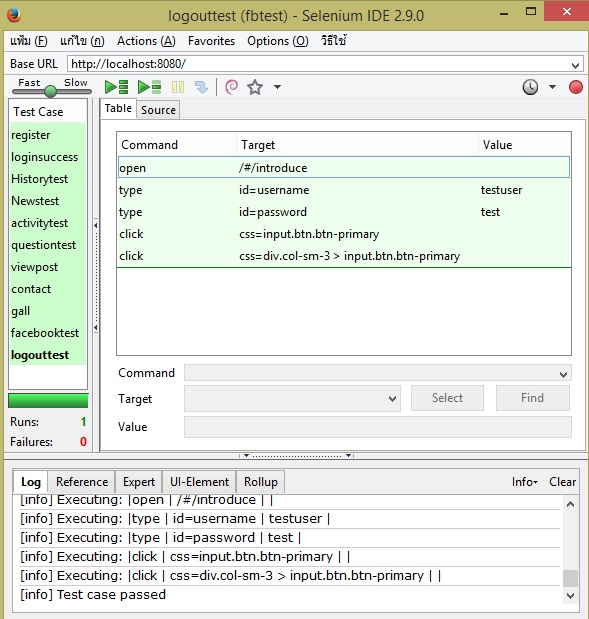 logouttest (fbtest) - Selenium IDE 2.9.0
แฟ้ม (F) แก้ไข (ก) Actions (A) Favorites Options (O) วิธีใช้
Base URL http://localhost:8080/
Fast Slow
Test Case
register
loginsuccess
Historytest
Newstest
activitytest
questiontest
viewpost
contact
gall
facebooktest
logouttest
Runs: 1
Failures: 0
Table Source
Command Target Value
open /#/introduce
type id=username testuser
type id=password test
click css=input.btn.btn-primary
click css=div.col-sm-3 > input.btn.btn-primary
Command
Target Select Find
Value
Log Reference Expert UI-Element Rollup Info Clear
[info] Executing: |open | /#/introduce | |
[info] Executing: |type | id=username | testuser |
[info] Executing: |type | id=password | test |
[info] Executing: |click | css=input.btn.btn-primary | |
[info] Executing: |click | css=div.col-sm-3 > input.btn.btn-primary | |
[info] Test case passed